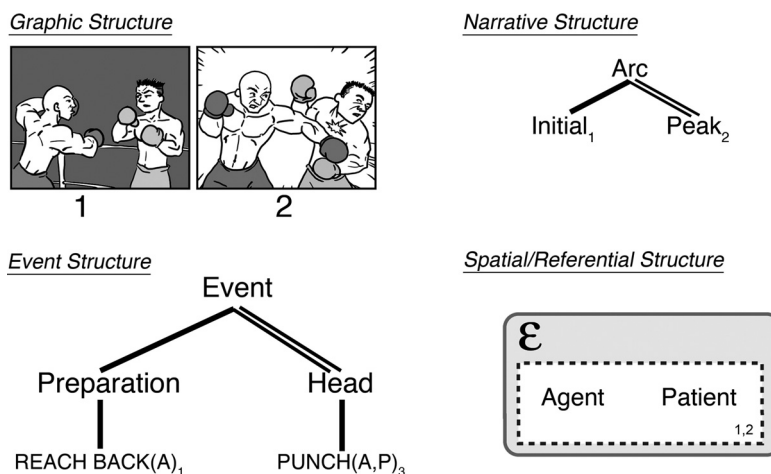 Graphic Structure
1
2
Narrative Structure
Arc
Initial1
Peak2
Event Structure
Event
Preparation
Head
REACH BACK(A)1
PUNCH(A,P)3
Spatial/Referential Structure
ε
Agent
Patient
1,2